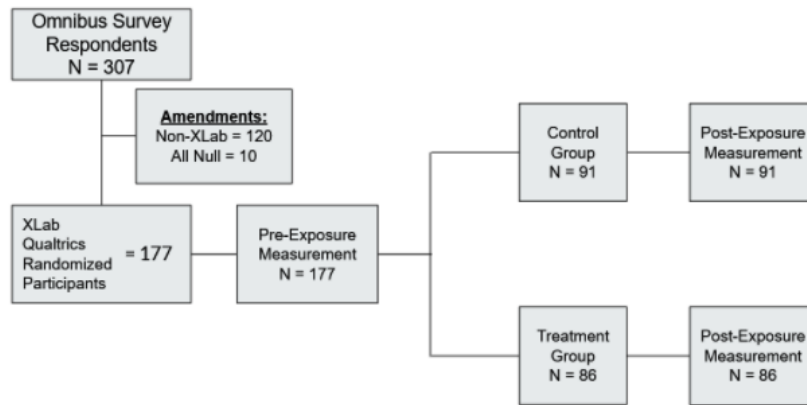 Omnibus Survey
Respondents
N = 307
Amendments:
Non-XLab = 120
All Null = 10
XLab
Qualtrics
Randomized
Participants
= 177
Pre-Exposure
Measurement
N = 177
Control
Group
N = 91
Post-Exposure
Measurement
N = 91
Treatment
Group
N = 86
Post-Exposure
Measurement
N = 86